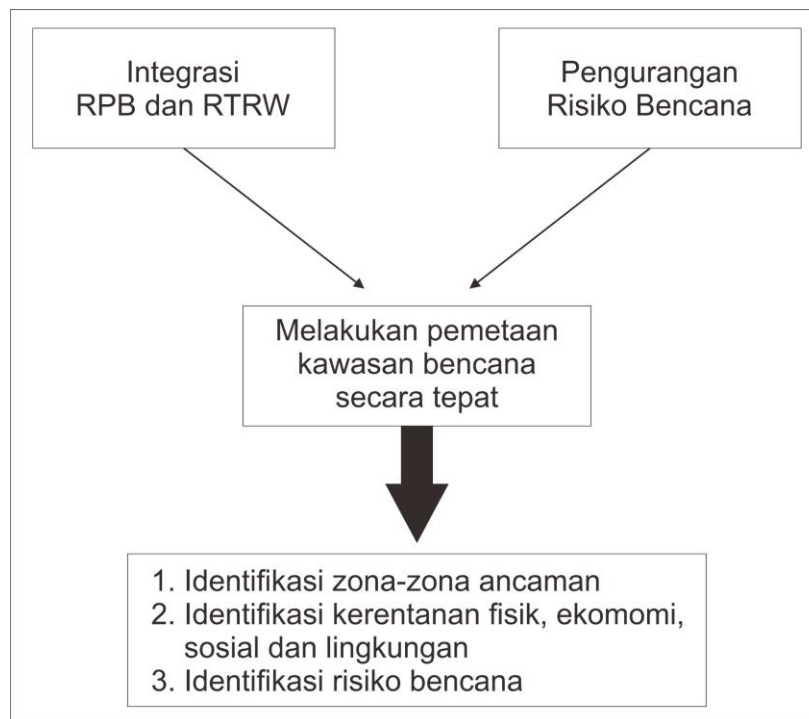 Integrasi
RPB dan RTRW
Pengurangan
Risiko Bencana
Melakukan pemetaan
kawasan bencana
secara tepat
1. Identifikasi zona-zona ancaman
2. Identifikasi kerentanan fisik, ekomomi,
sosial dan lingkungan
3. Identifikasi risiko bencana